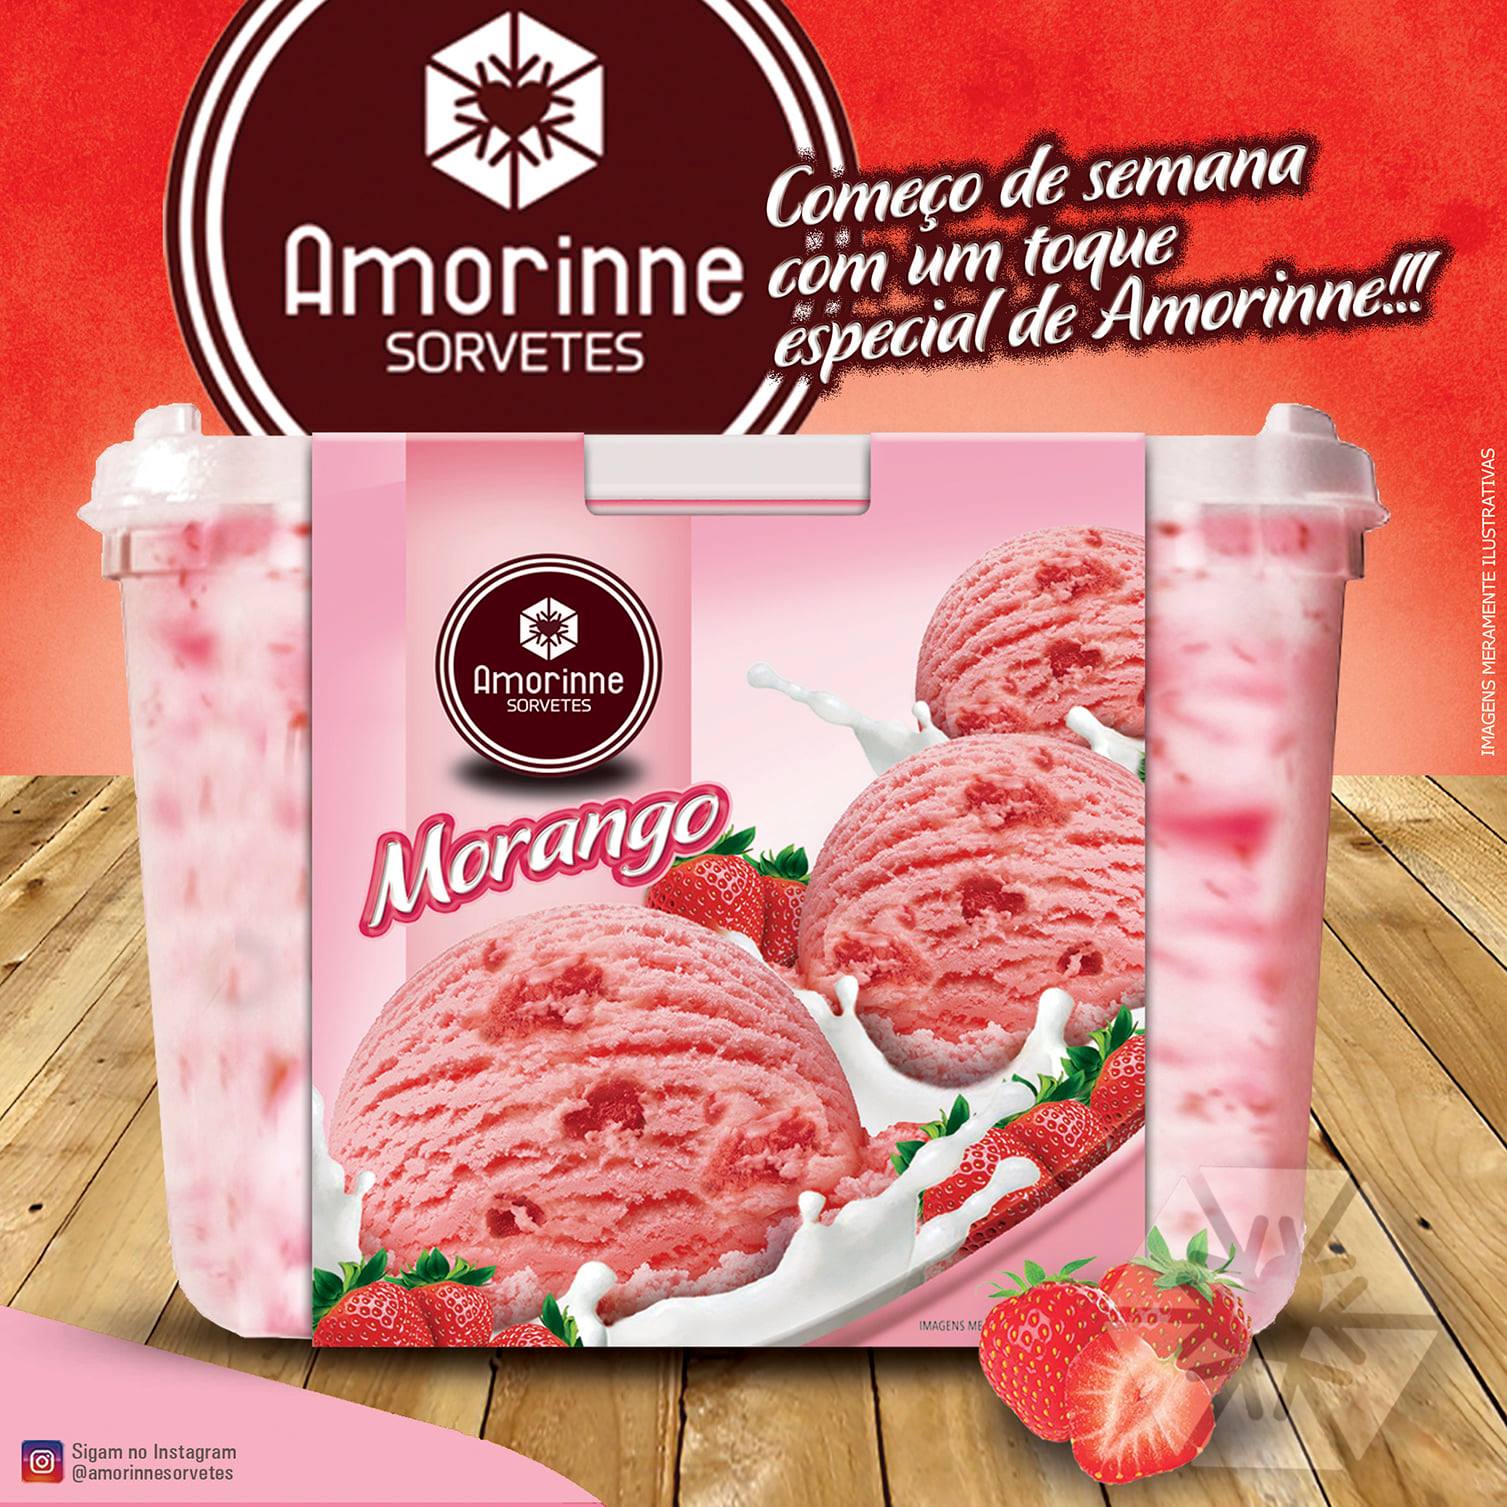 Amorinne
SORVETES
Começo de semana
com um toque
especial de Amorinne!!!
IMAGENS MERAMENTE ILUSTRATIVAS
Amorinne
SORVETES
Morango
IMAGENS
Sigam no Instagram
@amorinnesorvetes